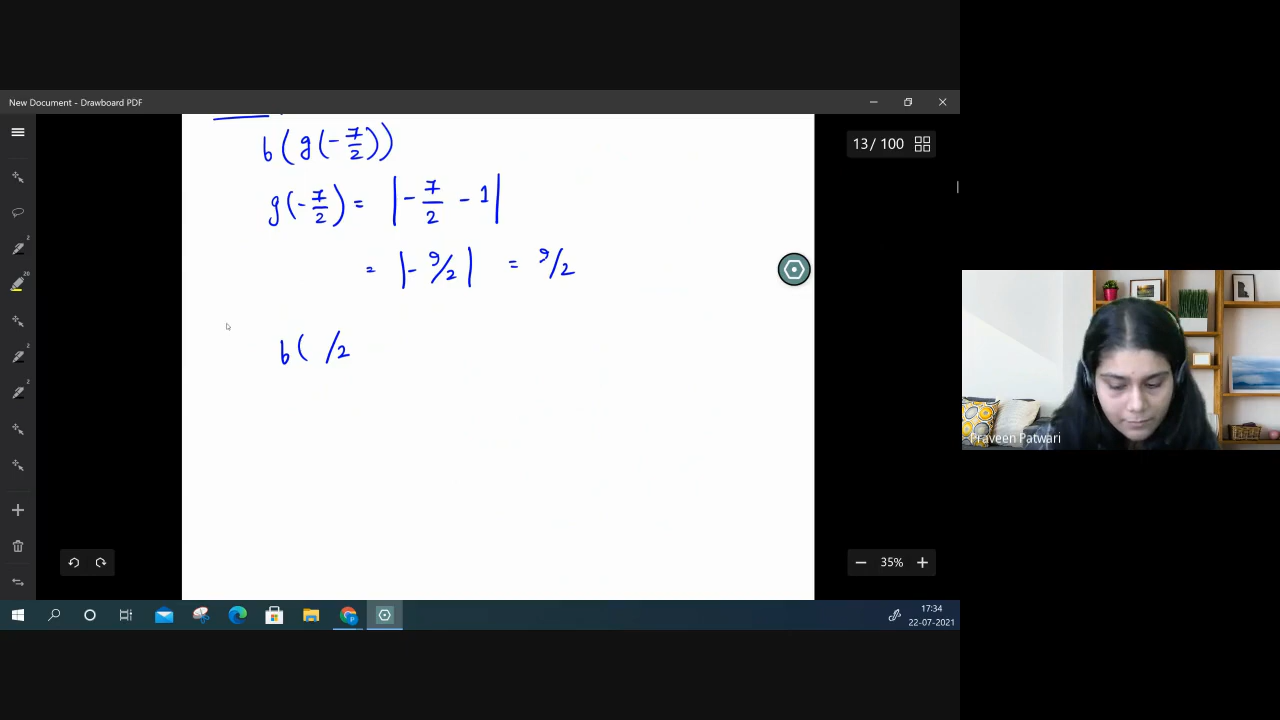 New Document - Drawboard PDF
b(g(-7/2))
13 / 100
g(-7/2) = |-7/2 - 1|
= |-9/2| = 9/2
b( /2
Praveen Patwari
35%
17:34
22-07-2021